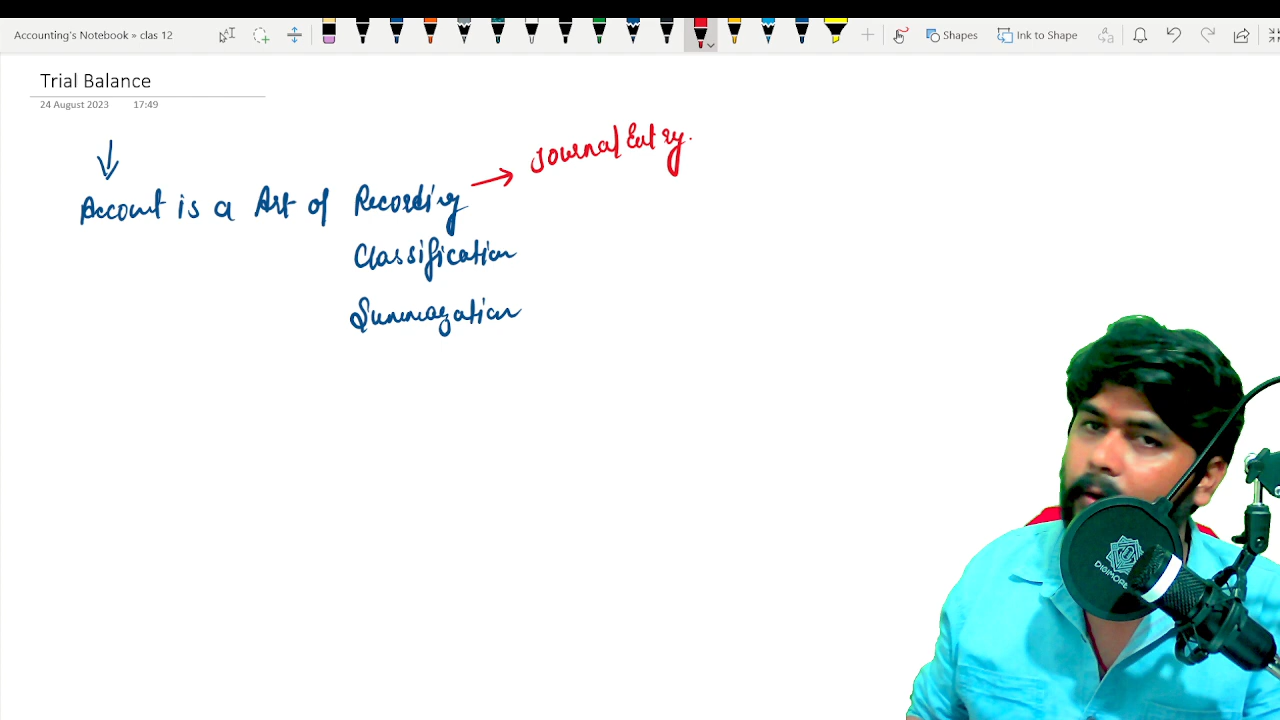 Accounting's Notebook » clas 12
Shapes
Ink to Shape
Trial Balance
24 August 2023 17:49
Journal Entry.
Account is a Art of Recording
Classification
Summazation
DIGIMORE